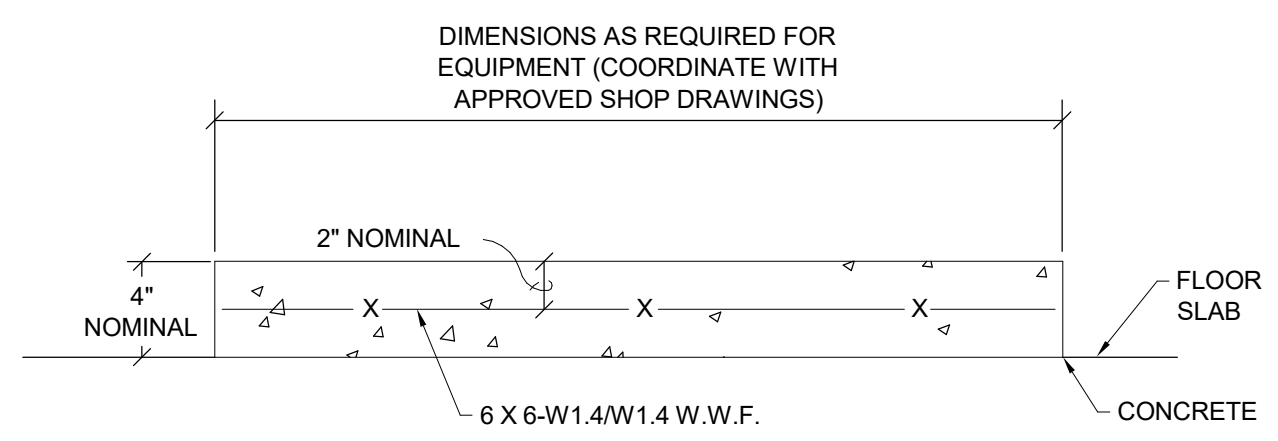 DIMENSIONS AS REQUIRED FOR
EQUIPMENT (COORDINATE WITH
APPROVED SHOP DRAWINGS)
2" NOMINAL
4"
NOMINAL
X
X
X
FLOOR
SLAB
6 X 6-W1.4/W1.4 W.W.F.
CONCRETE